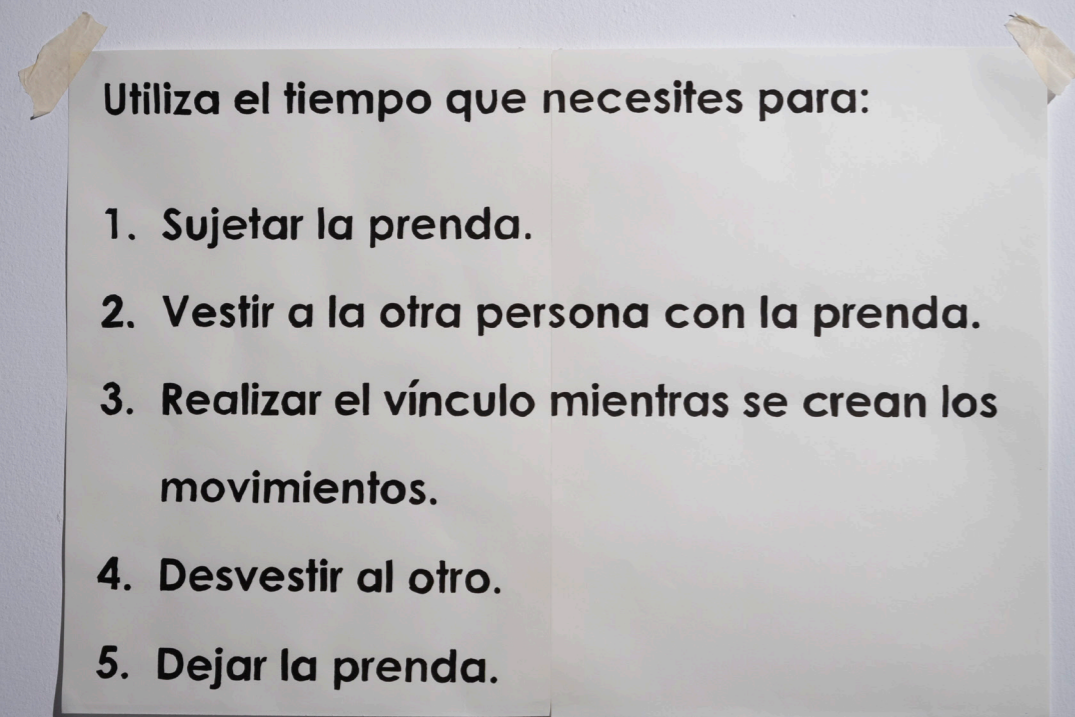 Utiliza el tiempo que necesites para:
1. Sujetar la prenda.
2. Vestir a la otra persona con la prenda.
3. Realizar el vínculo mientras se crean los
movimientos.
4. Desvestir al otro.
5. Dejar la prenda.